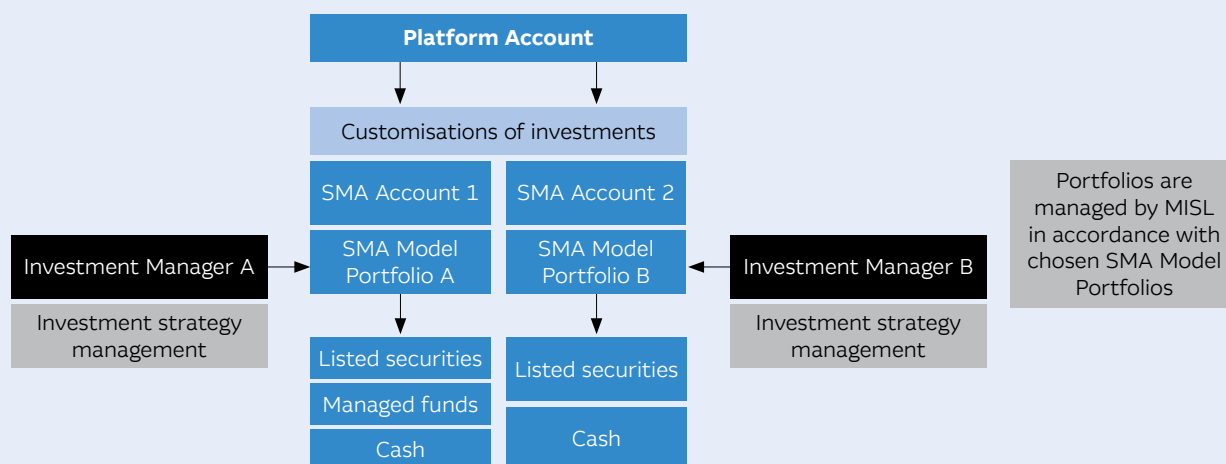 Platform Account
Customisations of investments
SMA Account 1
SMA Account 2
Investment Manager A
SMA Model
Portfolio A
SMA Model
Portfolio B
Investment Manager B
Portfolios are
managed by MISL
in accordance with
chosen SMA Model
Portfolios
Investment strategy
management
Investment strategy
management
Listed securities
Managed funds
Cash
Listed securities
Cash